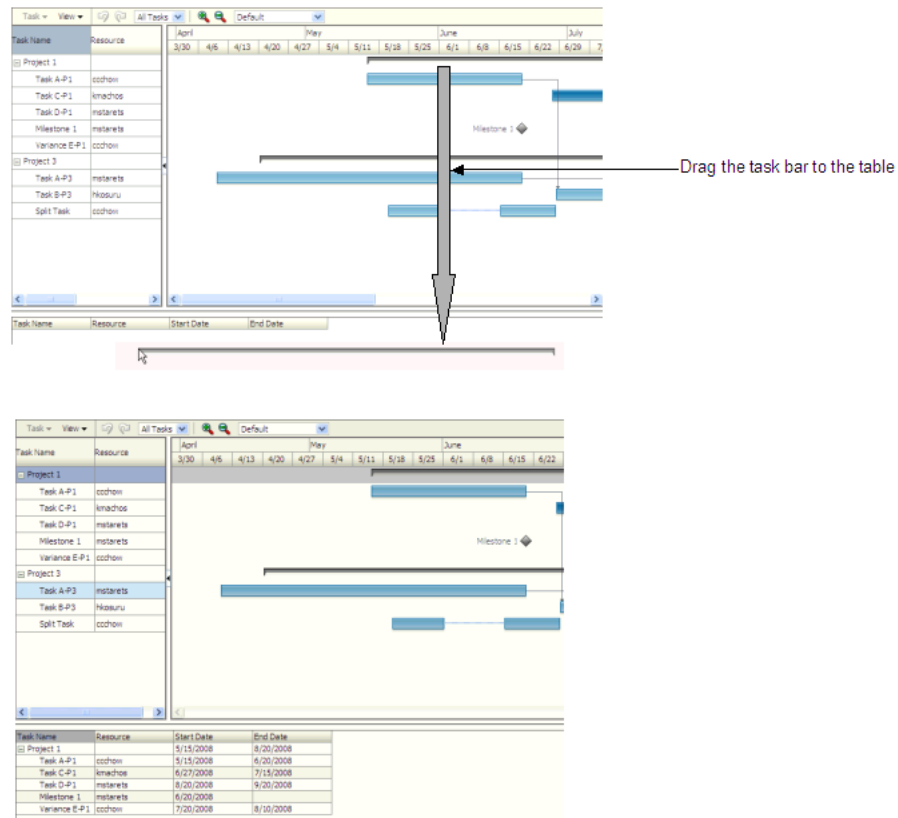 Task View All Tasks Default
Task Name Resource April May June July
3/30 4/6 4/13 4/20 4/27 5/4 5/11 5/18 5/25 6/1 6/8 6/15 6/22 6/29 7
Project 1
Task A-P1 ccchow
Task C-P1 kmachos
Task D-P1 mstarets
Milestone 1 mstarets Milestone 1
Variance E-P1 ccchow
Project 3
Drag the task bar to the table
Task A-P3 mstarets
Task B-P3 hkosuru
Split Task ccchow
Task Name Resource Start Date End Date
Task View All Tasks Default
Task Name Resource April May June
3/30 4/6 4/13 4/20 4/27 5/4 5/11 5/18 5/25 6/1 6/8 6/15 6/22
Project 1
Task A-P1 ccchow
Task C-P1 kmachos
Task D-P1 mstarets
Milestone 1 mstarets Milestone 1
Variance E-P1 ccchow
Project 3
Task A-P3 mstarets
Task B-P3 hkosuru
Split Task ccchow
Task Name Resource Start Date End Date
Project 1 5/15/2008 8/20/2008
Task A-P1 ccchow 5/15/2008 6/20/2008
Task C-P1 kmachos 6/27/2008 7/15/2008
Task D-P1 mstarets 8/20/2008 9/20/2008
Milestone 1 mstarets 6/20/2008
Variance E-P1 ccchow 7/20/2008 8/10/2008